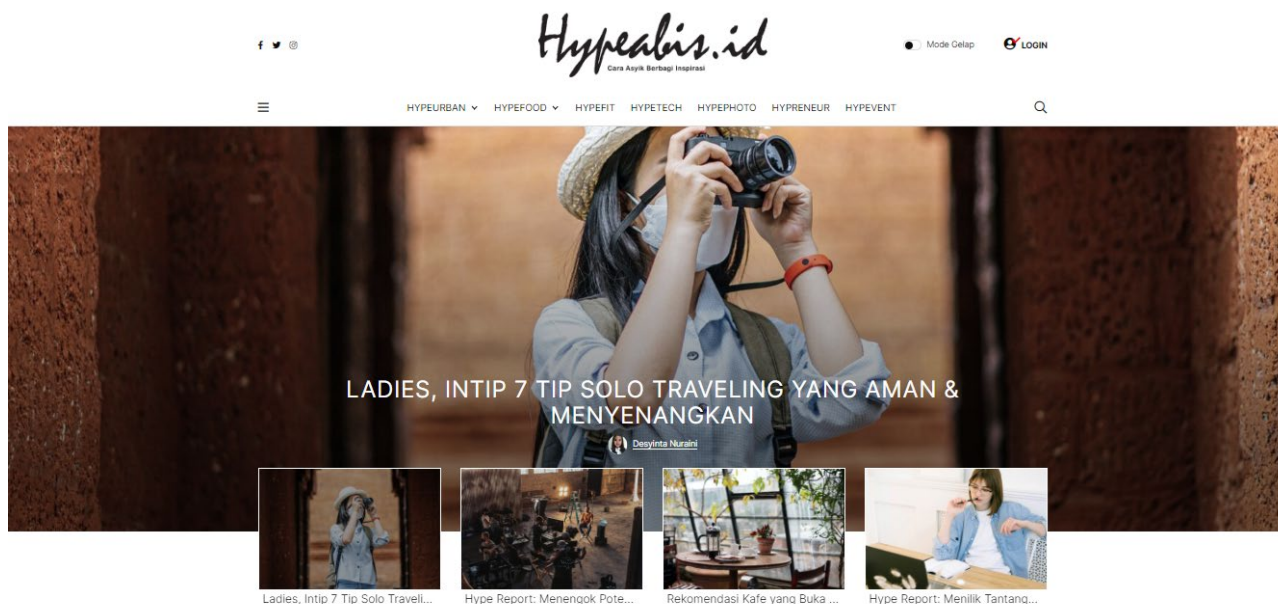 Hypeabis.id
Cara Asyik Berbagi Inspirasi
Mode Gelap
LOGIN
HYPEURBAN
HYPEFOOD
HYPEFIT
HYPETECH
HYPEPHOTO
HYPRENEUR
HYPEVENT
LADIES, INTIP 7 TIP SOLO TRAVELING YANG AMAN &
MENYENANGKAN
Desyinta Nuraini
Ladies, Intip 7 Tip Solo Traveli...
Hype Report: Menengok Pote...
Rekomendasi Kafe yang Buka ...
Hype Report: Menilik Tantang...